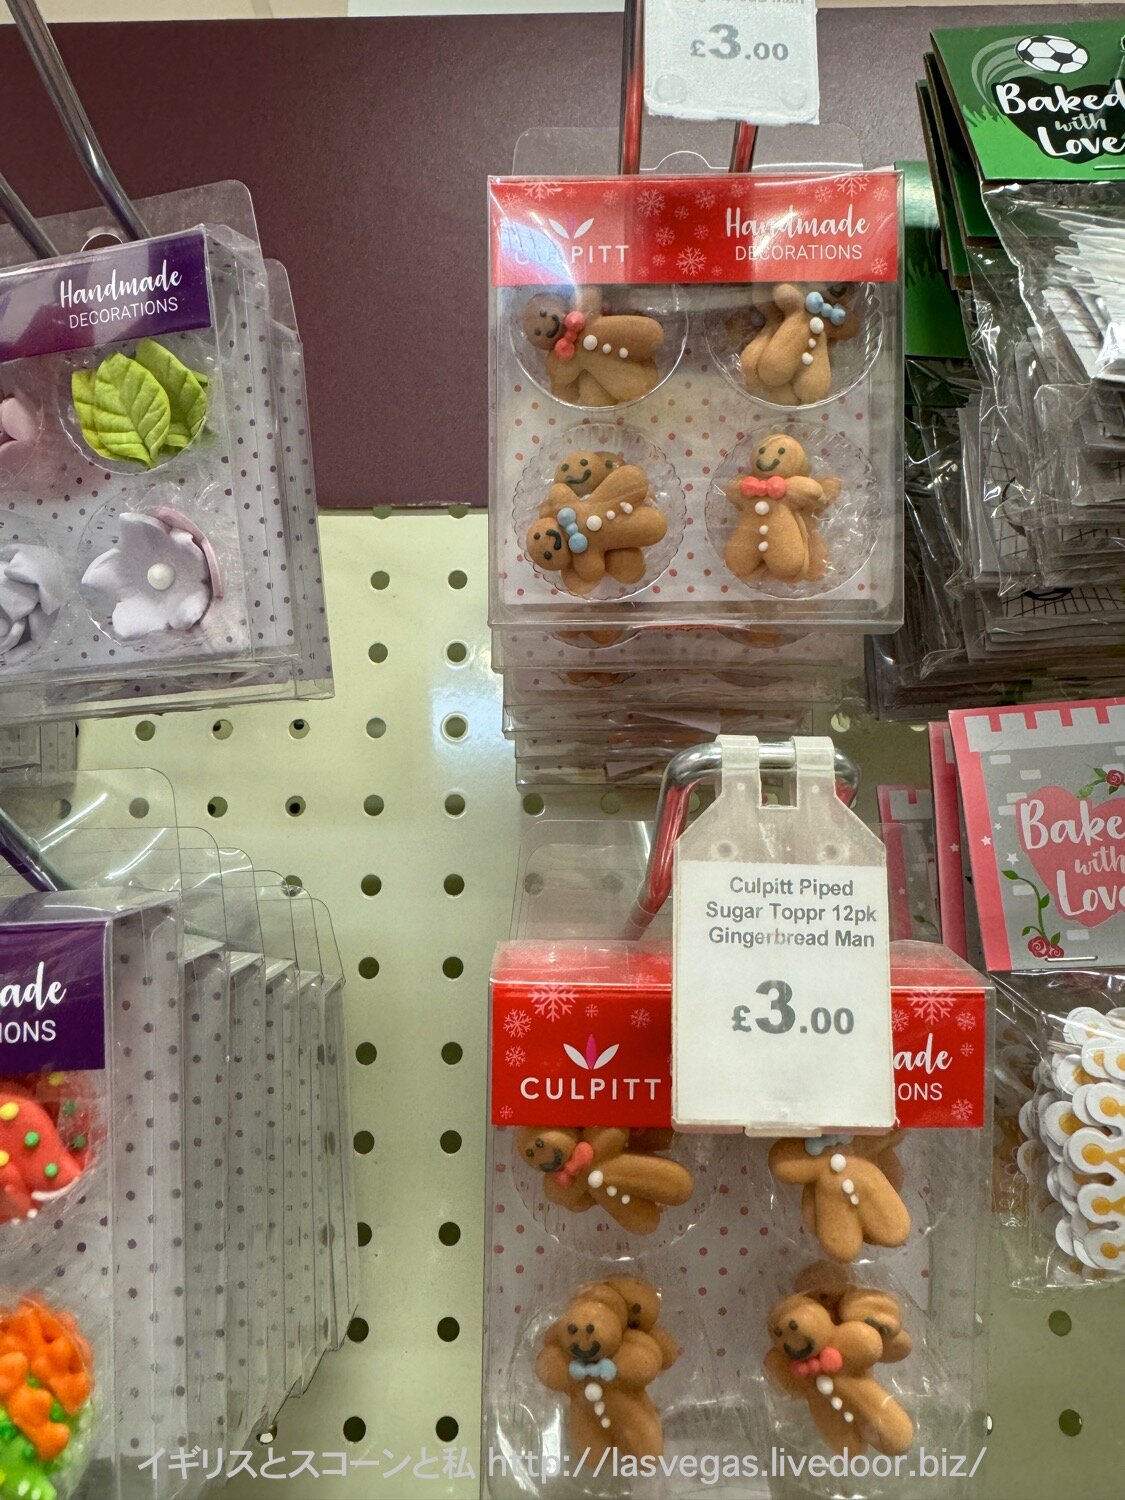 £3.00
Baked
with
Love
CULPITT
Handmade
DECORATIONS
Handmade
DECORATIONS
Culpitt Piped
Sugar Toppr 12pk
Gingerbread Man
£3.00
Bake
with
Love
ade
IONS
CULPITT
ade
IONS
イギリスとスコーンと私 http://lasvegas.livedoor.biz/